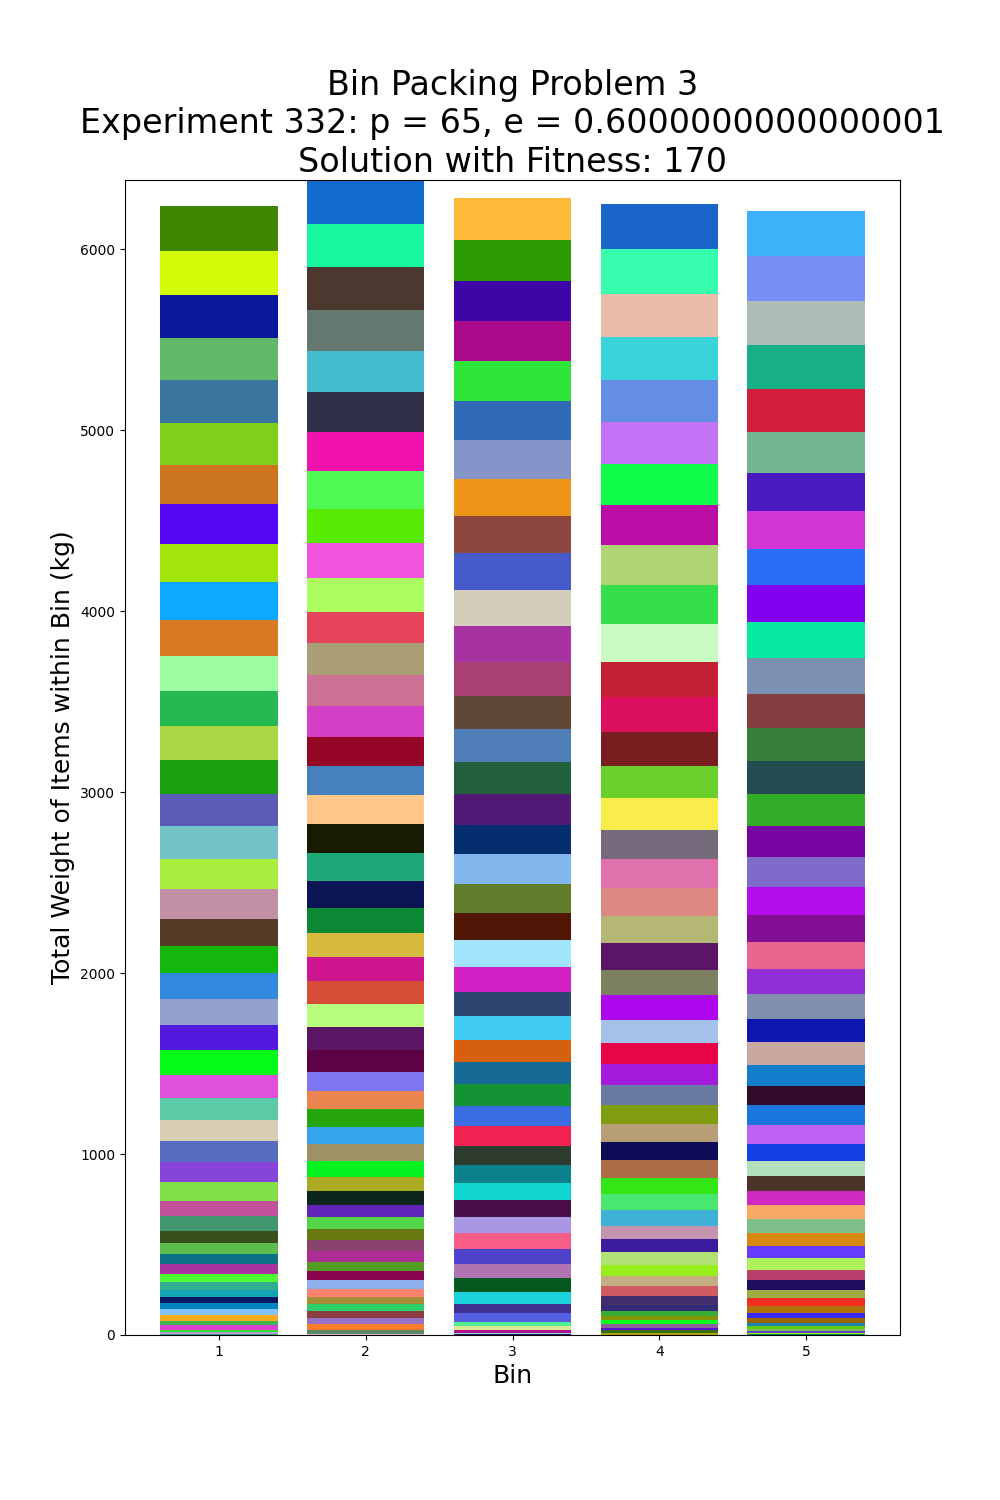 Bin Packing Problem 3
Experiment 332: p = 65, e = 0.6000000000000001
Solution with Fitness: 170
Total Weight of Items within Bin (kg)
6000
5000
4000
3000
2000
1000
0
1 2 3 4 5
Bin